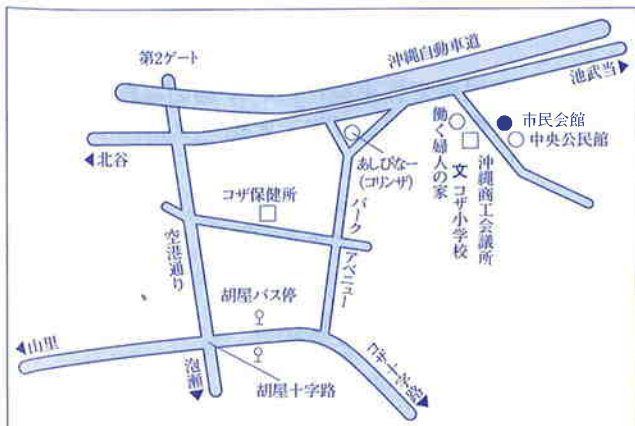 第2ゲート
沖縄自動車道
池武当▶
◀北谷
あしびなー
(コリンザ)
働く婦人の家
文 コザ小学校
沖縄商工会議所
市民会館
中央公民館
コザ保健所
パークアベニュー
空港通り
胡屋バス停
◀山里
泡瀬▼
胡屋十字路
コザ十字路▶